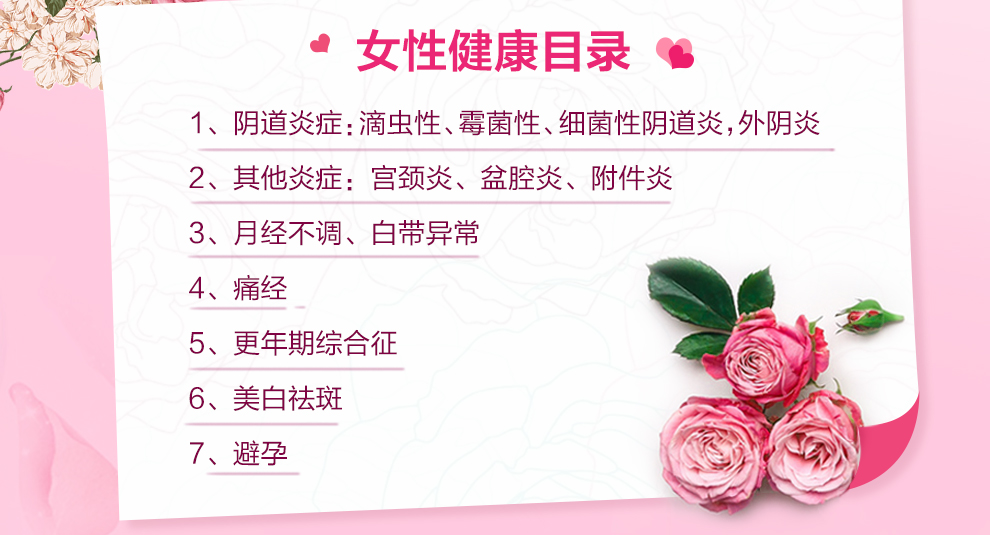 女性健康目录
1、阴道炎症:滴虫性、霉菌性、细菌性阴道炎,外阴炎
2、其他炎症：宫颈炎、盆腔炎、附件炎
3、月经不调、白带异常
4、痛经
5、更年期综合征
6、美白祛斑
7、避孕